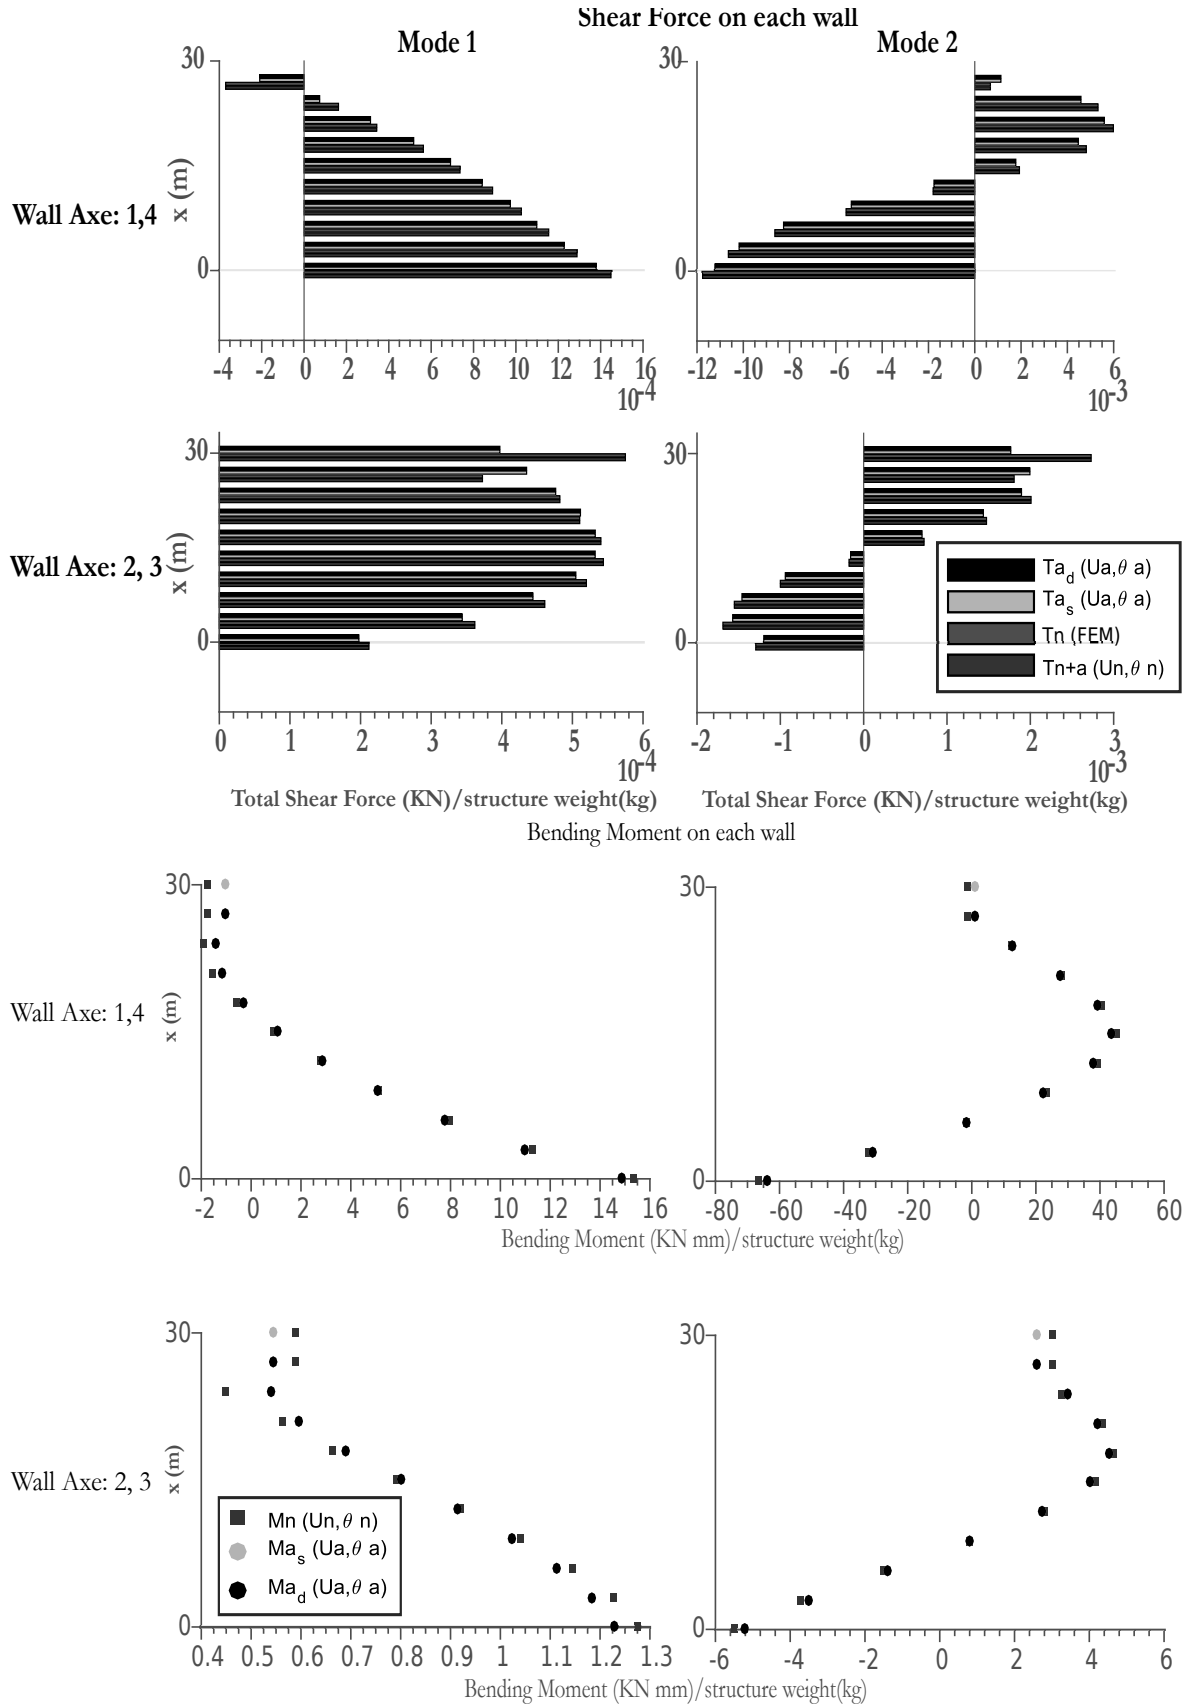 Shear Force on each wall
Mode 1
Mode 2
30
30
x (m)
Wall Axe: 1,4
0
0
-4 -2 0 2 4 6 8 10 12 14 16
10-4
-12 -10 -8 -6 -4 -2 0 2 4 6
10-3
30
30
x (m)
Wall Axe: 2, 3
0
0
Tad (Ua,θ a)
Tas (Ua,θ a)
Tn (FEM)
Tn+a (Un,θ n)
0 1 2 3 4 5 6
10-4
-2 -1 0 1 2 3
10-3
Total Shear Force (KN)/structure weight(kg)
Total Shear Force (KN)/structure weight(kg)
Bending Moment on each wall
30
30
x (m)
Wall Axe: 1,4
0
0
-2 0 2 4 6 8 10 12 14 16
-80 -60 -40 -20 0 20 40 60
Bending Moment (KN mm)/structure weight(kg)
30
30
x (m)
Wall Axe: 2, 3
Mn (Un,θ n)
Mas (Ua,θ a)
Mad (Ua,θ a)
0
0
0.4 0.5 0.6 0.7 0.8 0.9 1 1.1 1.2 1.3
-6 -4 -2 0 2 4 6
Bending Moment (KN mm)/structure weight(kg)